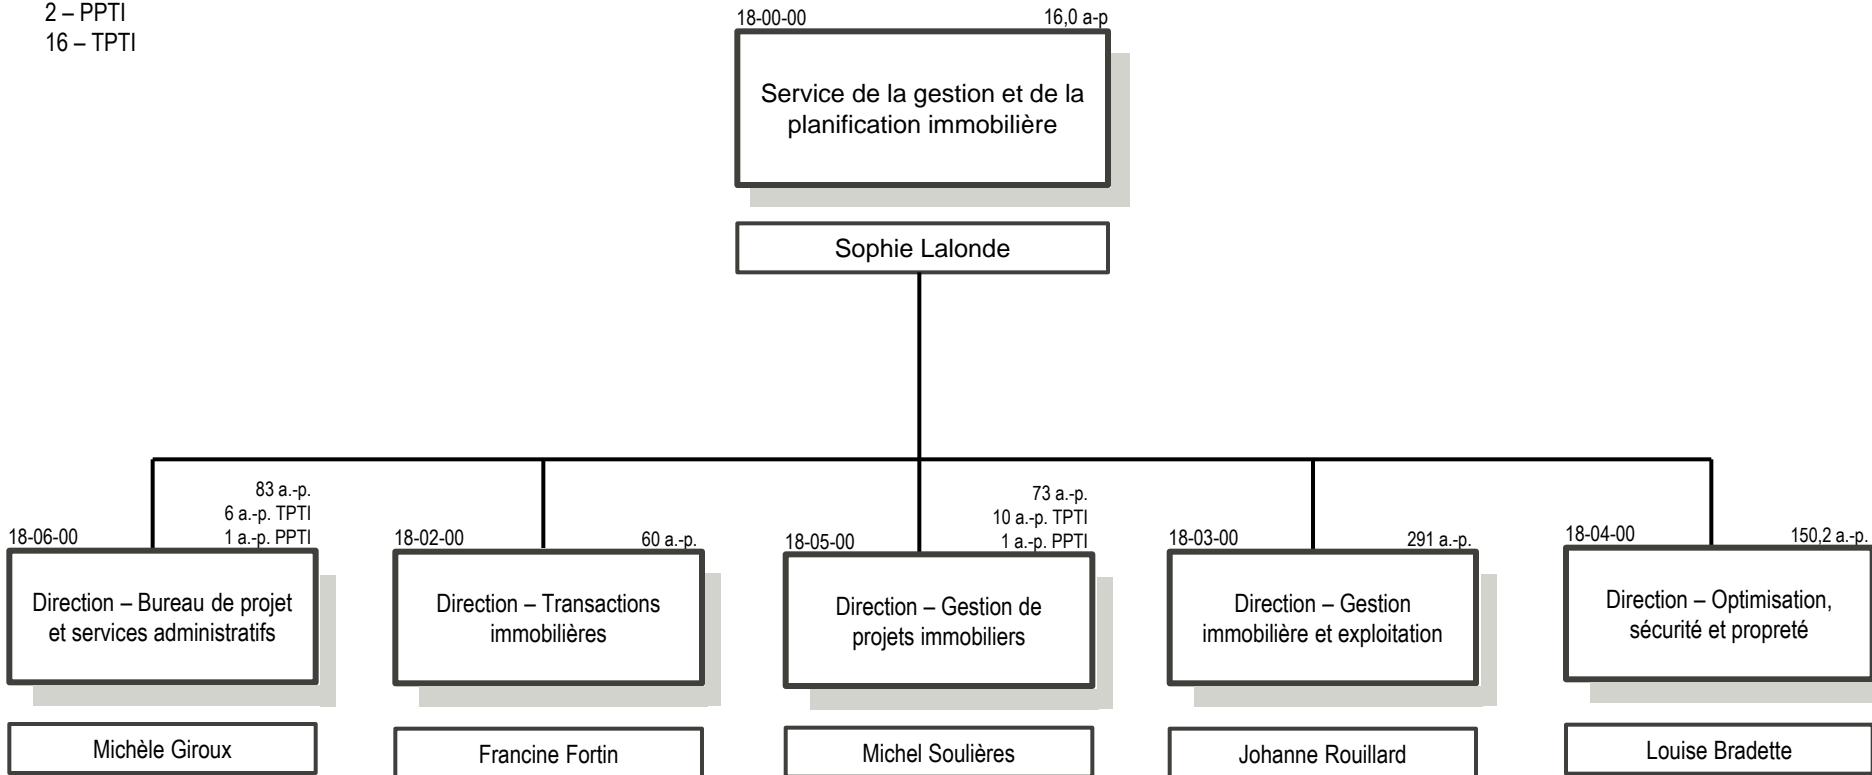 2 – PPTI
16 – TPTI
18-00-00
16,0 a-p
Service de la gestion et de la
planification immobilière
Sophie Lalonde
83 a.-p.
6 a.-p. TPTI
18-06-00
1 a.-p. PPTI
Direction – Bureau de projet
et services administratifs
Michèle Giroux
18-02-00
60 a.-p.
Direction – Transactions
immobilières
Francine Fortin
73 a.-p.
10 a.-p. TPTI
18-05-00
1 a.-p. PPTI
Direction – Gestion de
projets immobiliers
Michel Soulières
18-03-00
291 a.-p.
Direction – Gestion
immobilière et exploitation
Johanne Rouillard
18-04-00
150,2 a.-p.
Direction – Optimisation,
sécurité et propreté
Louise Bradette